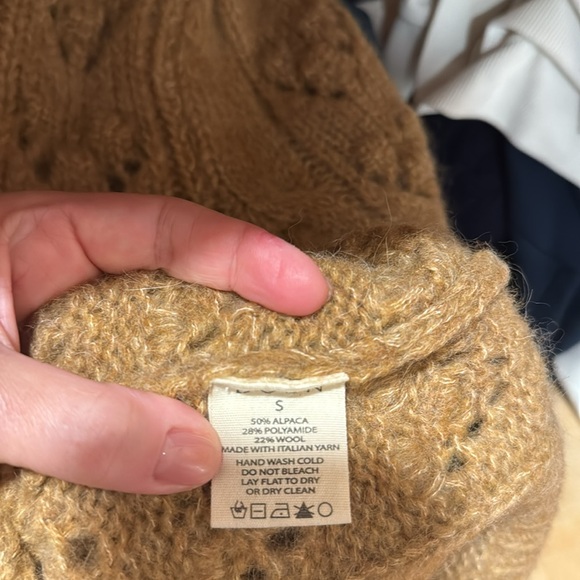 S
50% ALPACA
28% POLYAMIDE
22% WOOL
MADE WITH ITALIAN YARN
HAND WASH COLD
DO NOT BLEACH
LAY FLAT TO DRY
OR DRY CLEAN